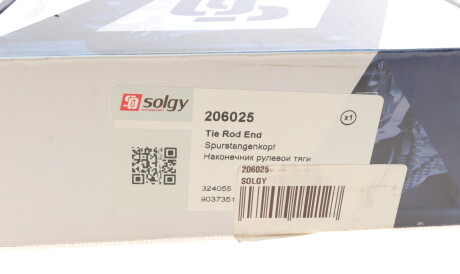 solgy
206025
x1
Tie Rod End
Spurstangenkopf
Наконечник рулевой тяги
324055
9037351
206025
SOLGY